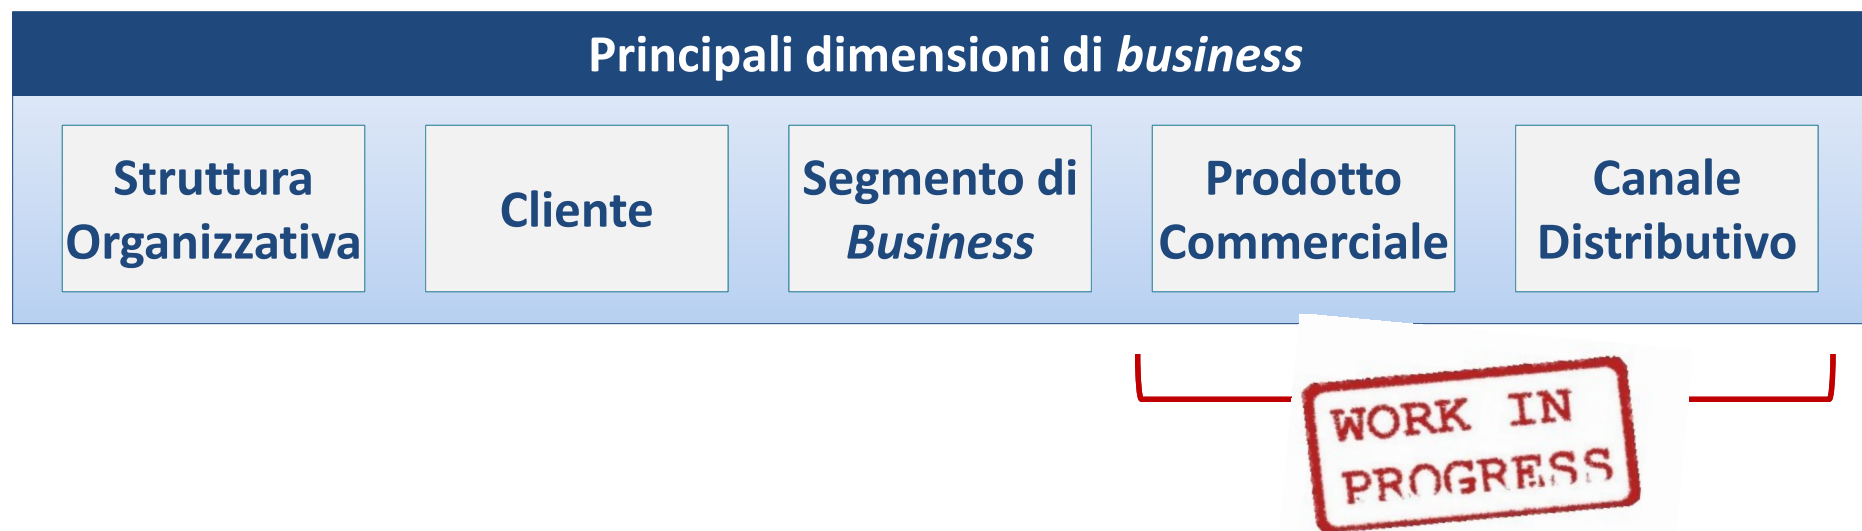 Principali dimensioni di business
Struttura
Organizzativa
Cliente
Segmento di
Business
Prodotto
Commerciale
Canale
Distributivo
WORK IN
PROGRESS